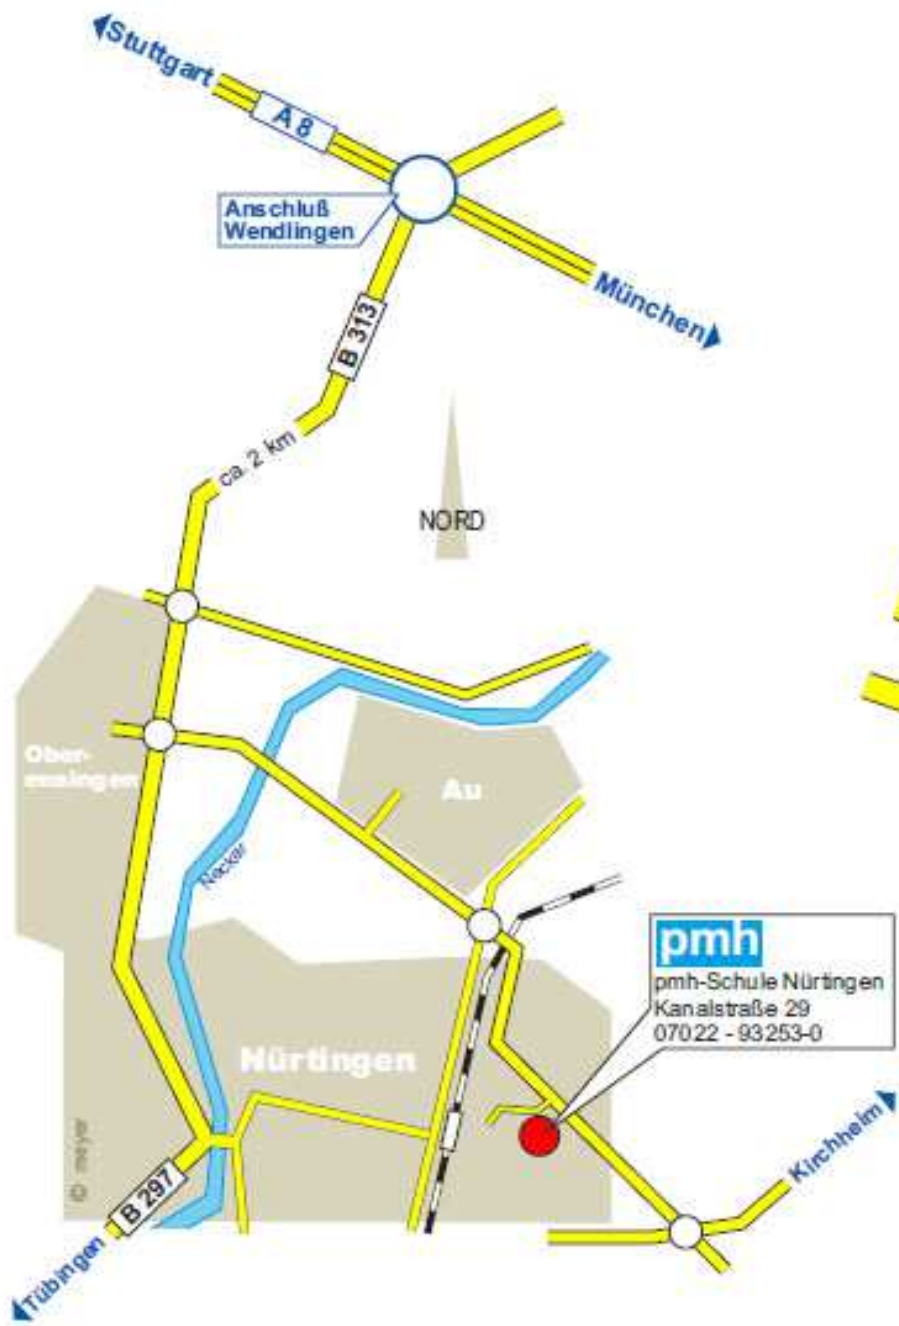 Stuttgart
A 8
Anschluß
Wendlingen
München
B 313
ca. 2 km
NORD
Ober-
ensingen
Au
Neckar
pmh
pmh-Schule Nürtingen
Kanalstraße 29
07022 - 93253-0
Nürtingen
© meyer
B 297
Kirchheim
Tübingen